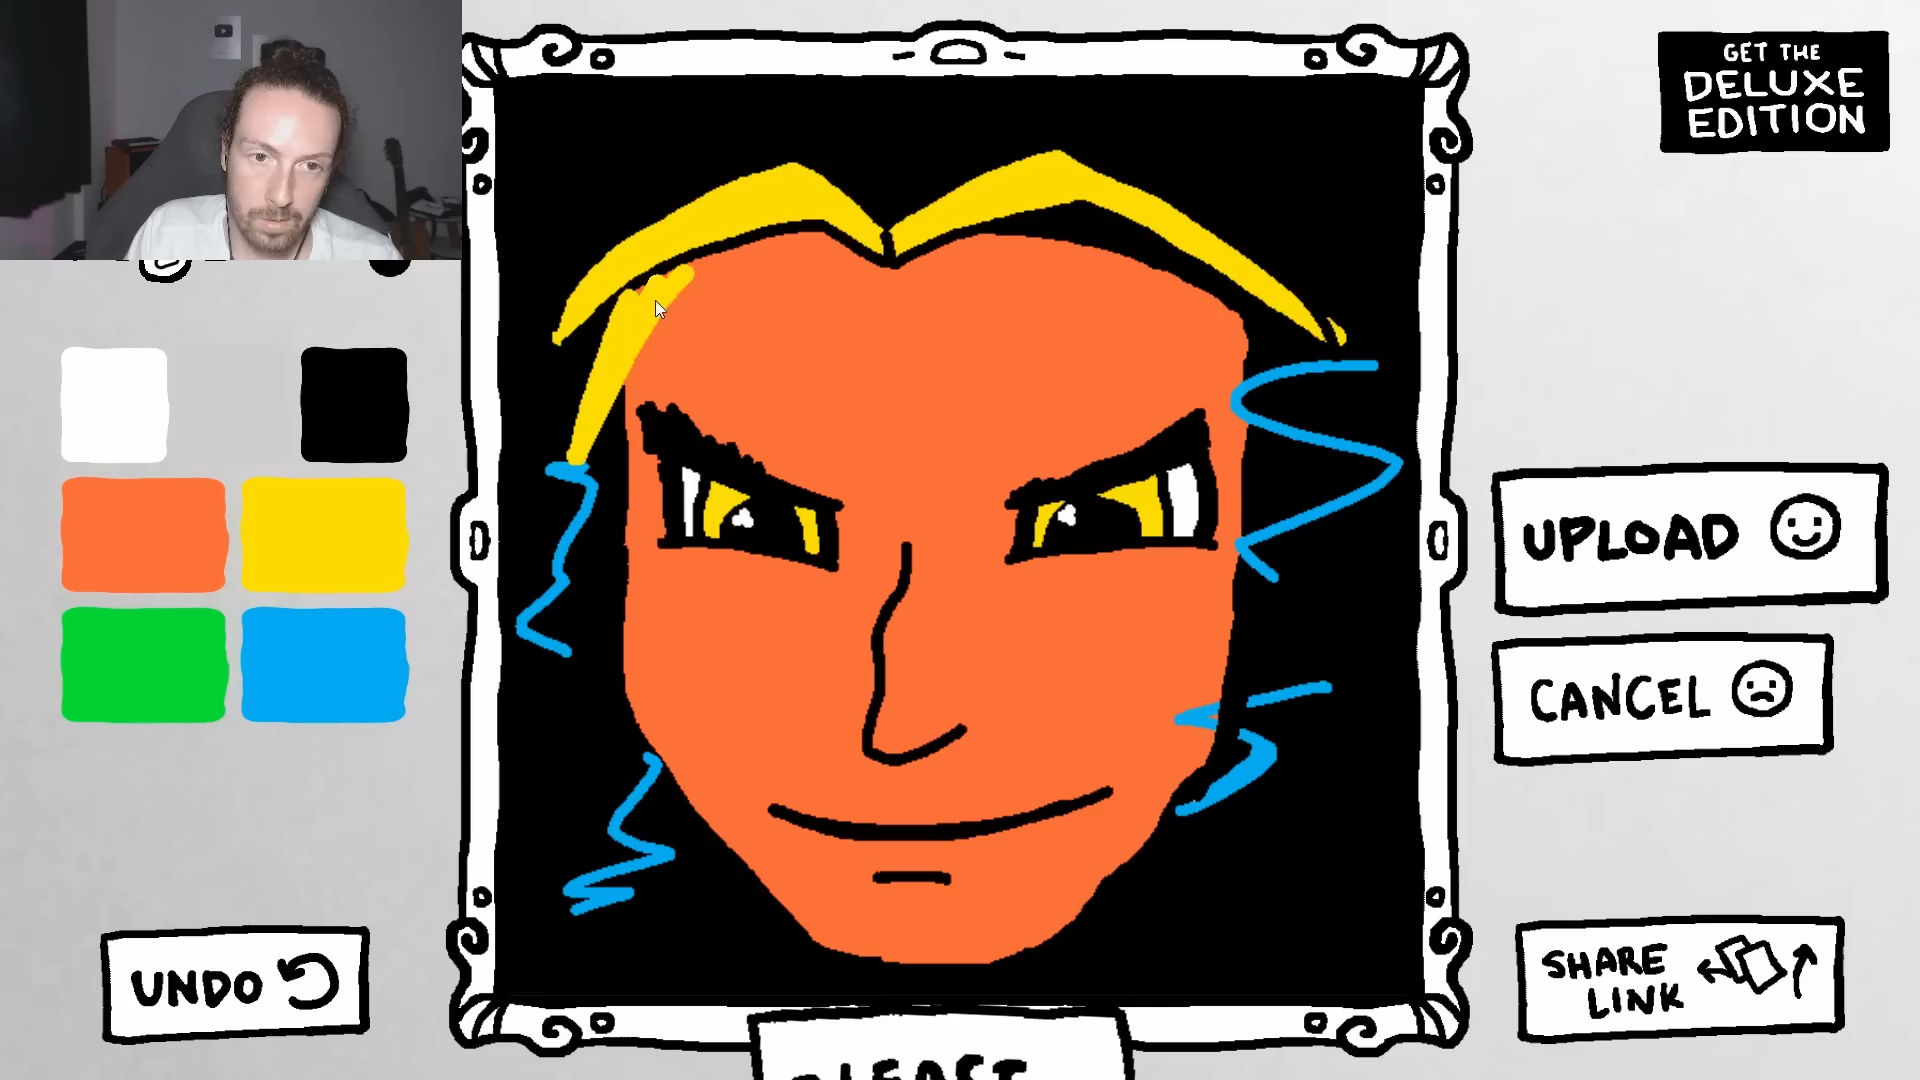 GET THE
DELUXE
EDITION
UPLOAD
CANCEL
UNDO
SHARE
LINK